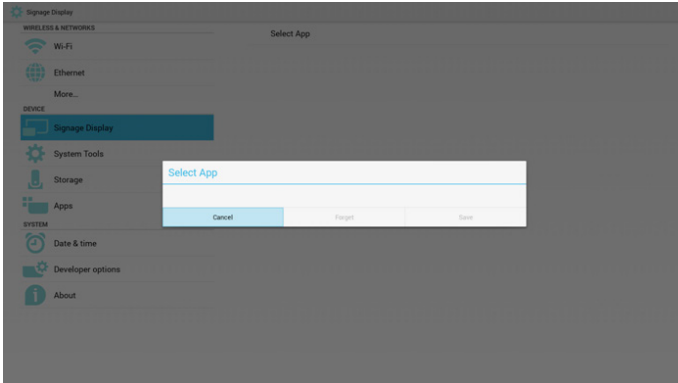 Signage Display
WIRELESS & NETWORKS
Wi-Fi
Ethernet
More...
DEVICE
Signage Display
System Tools
Storage
Apps
SYSTEM
Date & time
Developer options
About
Select App
Select App
Cancel
Forget
Save